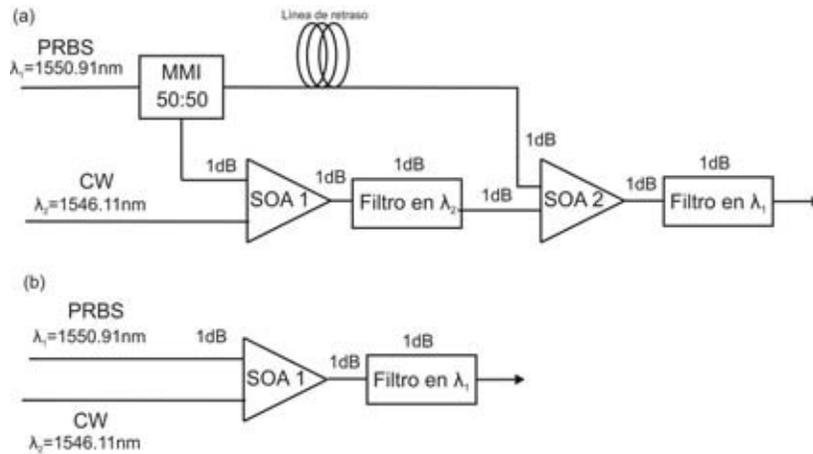 (a)
Línea de retraso
PRBS
λ₁=1550.91nm
MMI
50:50
1dB
1dB
1dB
1dB
1dB
1dB
1dB
CW
λ₂=1546.11nm
SOA 1
Filtro en λ₂
SOA 2
Filtro en λ₁
(b)
PRBS
λ₁=1550.91nm
1dB
1dB
1dB
SOA 1
Filtro en λ₁
CW
λ₂=1546.11nm